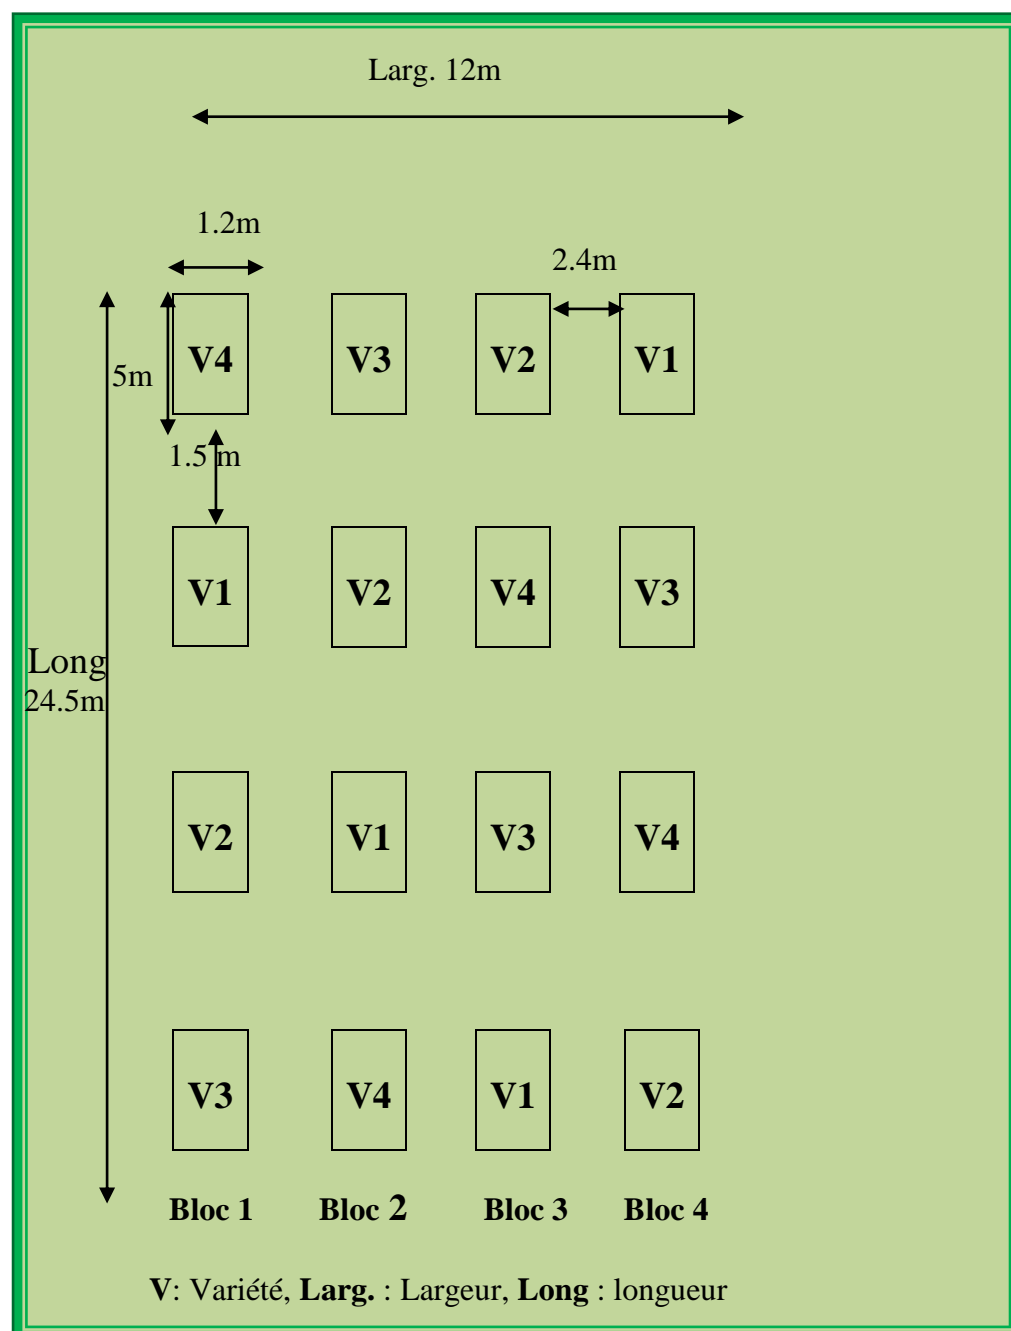 Larg. 12m
1.2m
2.4m
V4 V3 V2 V1
5m
1.5 m
V1 V2 V4 V3
Long
24.5m
V2 V1 V3 V4
V3 V4 V1 V2
Bloc 1 Bloc 2 Bloc 3 Bloc 4
V: Variété, Larg. : Largeur, Long : longueur